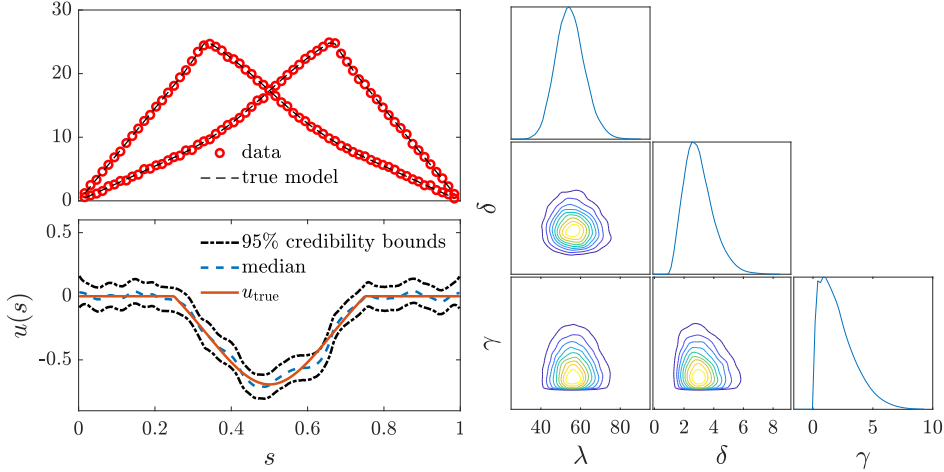 30
20
10
0
data
true model
0.5
0
-0.5
u(s)
95% credibility bounds
median
u_true
0 0.2 0.4 0.6 0.8 1
s
δ
γ
40 60 80
λ
0 2 4 6 8
δ
0 5 10
γ